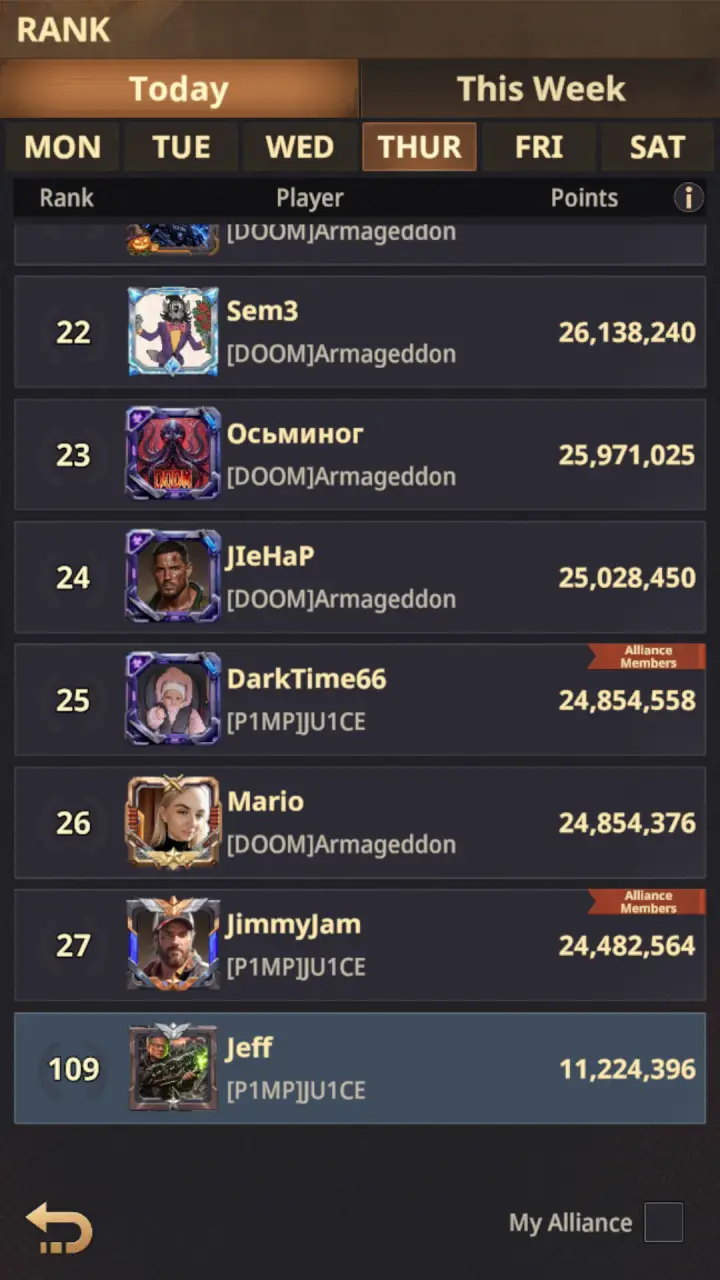 RANK
Today
This Week
MON
TUE
WED
THUR
FRI
SAT
Rank
Player
Points
i
[DOOM]Armageddon
22
Sem3
[DOOM]Armageddon
26,138,240
23
Осьминог
[DOOM]Armageddon
25,971,025
DOOM
24
JIeHaP
[DOOM]Armageddon
25,028,450
Alliance
Members
25
DarkTime66
[P1MP]JU1CE
24,854,558
26
Mario
[DOOM]Armageddon
24,854,376
Alliance
Members
27
JimmyJam
[P1MP]JU1CE
24,482,564
109
Jeff
[P1MP]JU1CE
11,224,396
My Alliance